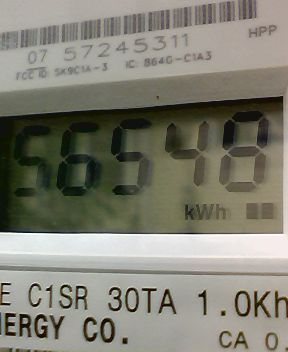 HPP
07 57245311
FCC ID: SK9C1A-3 IC: 864G-C1A3
56548
kWh
E C1SR 30TA 1.0Kh
ERGY CO.
CA 0.